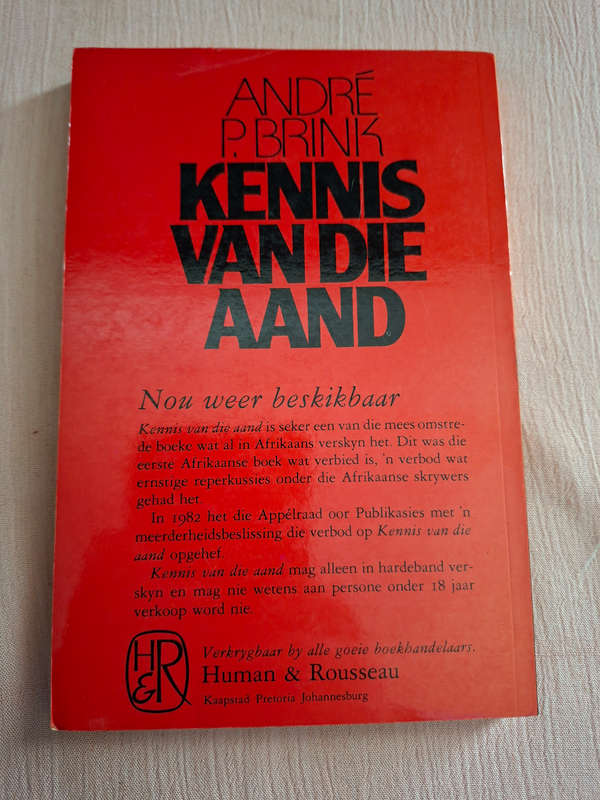 ANDRÉ
P. BRINK
KENNIS
VAN DIE
AAND
Nou weer beskikbaar
Kennis van die aand is seker een van die mees omstre-
de boeke wat al in Afrikaans verskyn het. Dit was die
eerste Afrikaanse boek wat verbied is, 'n verbod wat
ernstige reperkussies onder die Afrikaanse skrywers
gehad het.
In 1982 het die Appélraad oor Publikasies met 'n
meerderheidsbeslissing die verbod op Kennis van die
aand opgehef.
Kennis van die aand mag alleen in hardeband ver-
skyn en mag nie wetens aan persone onder 18 jaar
verkoop word nie.
H&R
Verkrygbaar by alle goeie boekhandelaars.
Human & Rousseau
Kaapstad Pretoria Johannesburg